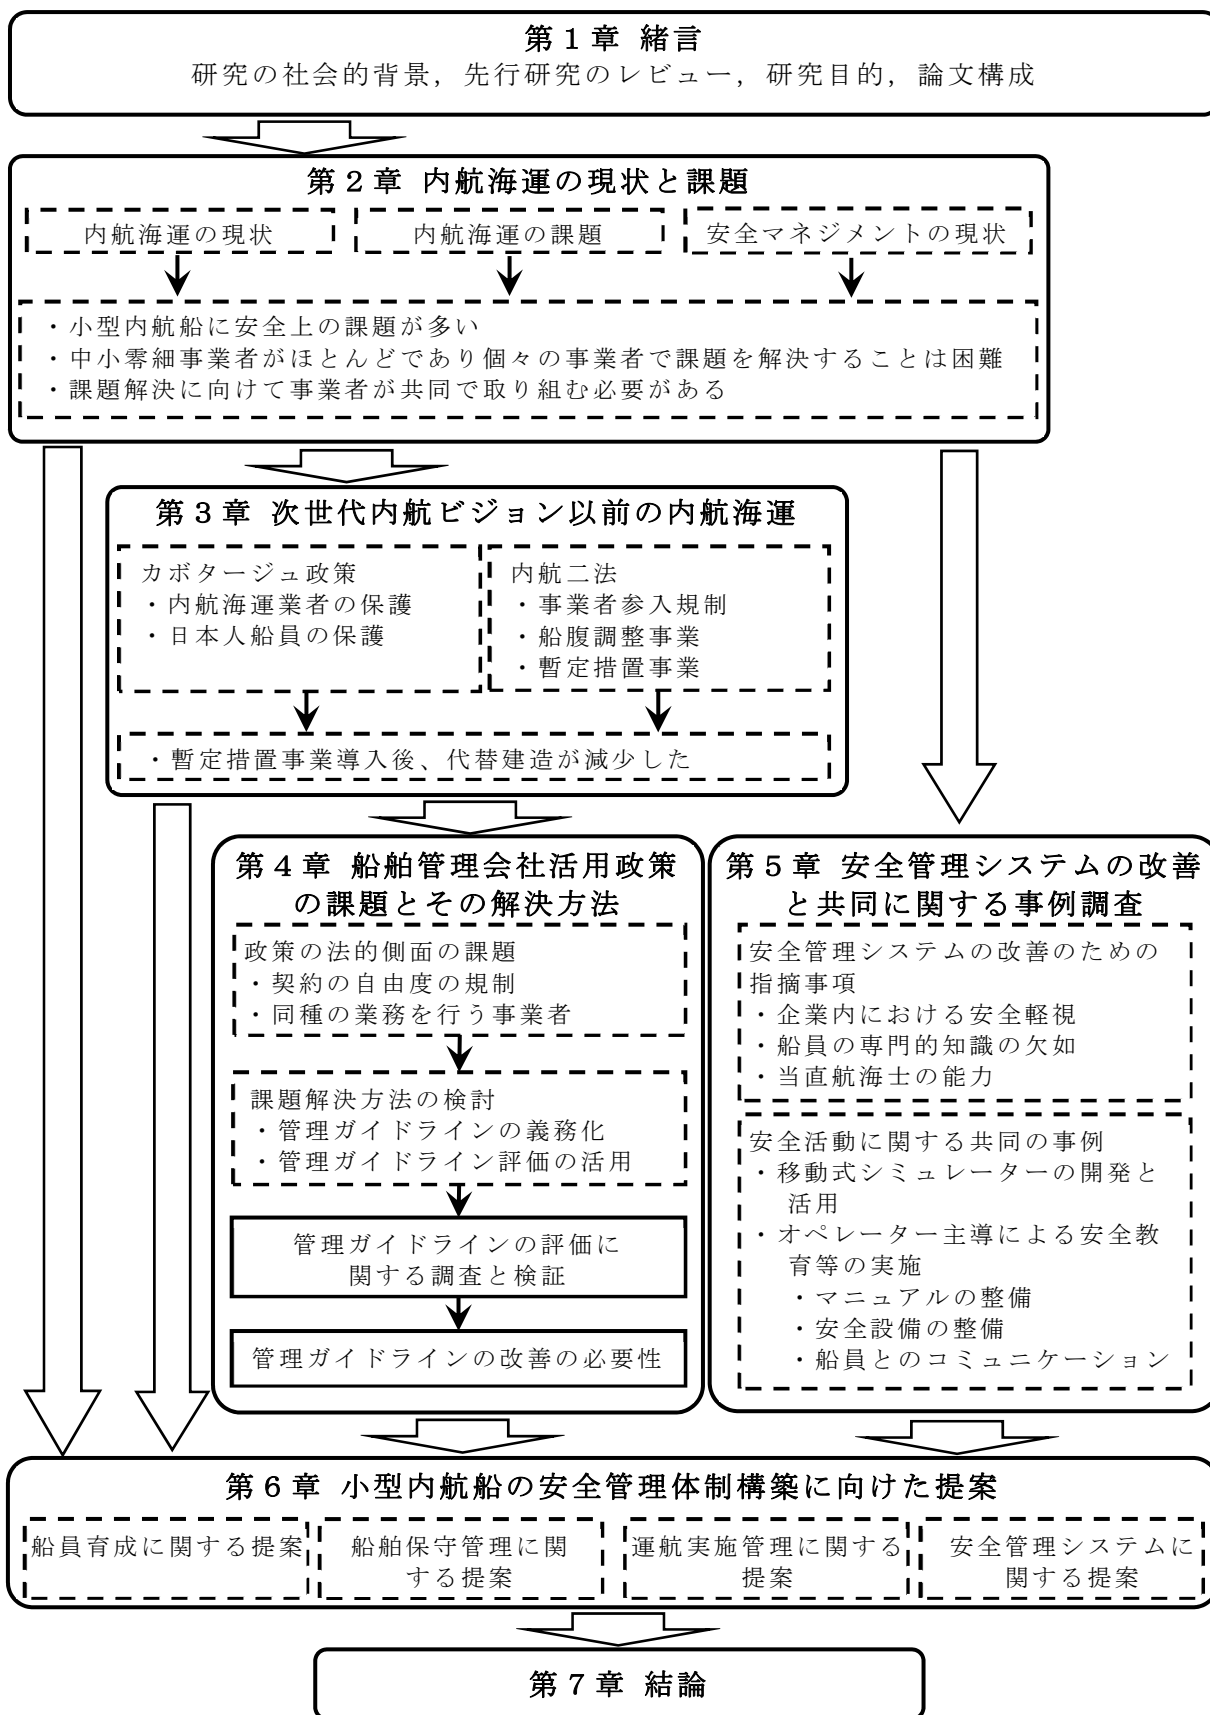 第１章 緒言
研究の社会的背景，先行研究のレビュー，研究目的，論文構成
第２章 内航海運の現状と課題
内航海運の現状
内航海運の課題
安全マネジメントの現状
・小型内航船に安全上の課題が多い
・中小零細事業者がほとんどであり個々の事業者で課題を解決することは困難
・課題解決に向けて事業者が共同で取り組む必要がある
第３章 次世代内航ビジョン以前の内航海運
カボタージュ政策
・内航海運業者の保護
・日本人船員の保護
内航二法
・事業者参入規制
・船腹調整事業
・暫定措置事業
・暫定措置事業導入後、代替建造が減少した
第４章 船舶管理会社活用政策
の課題とその解決方法
政策の法的側面の課題
・契約の自由度の規制
・同種の業務を行う事業者
課題解決方法の検討
・管理ガイドラインの義務化
・管理ガイドライン評価の活用
管理ガイドラインの評価に
関する調査と検証
管理ガイドラインの改善の必要性
第５章 安全管理システムの改善
と共同に関する事例調査
安全管理システムの改善のための
指摘事項
・企業内における安全軽視
・船員の専門的知識の欠如
・当直航海士の能力
安全活動に関する共同の事例
・移動式シミュレーターの開発と
活用
・オペレーター主導による安全教
育等の実施
・マニュアルの整備
・安全設備の整備
・船員とのコミュニケーション
第６章 小型内航船の安全管理体制構築に向けた提案
船員育成に関する提案
船舶保守管理に関
する提案
運航実施管理に関する
提案
安全管理システムに
関する提案
第７章 結論